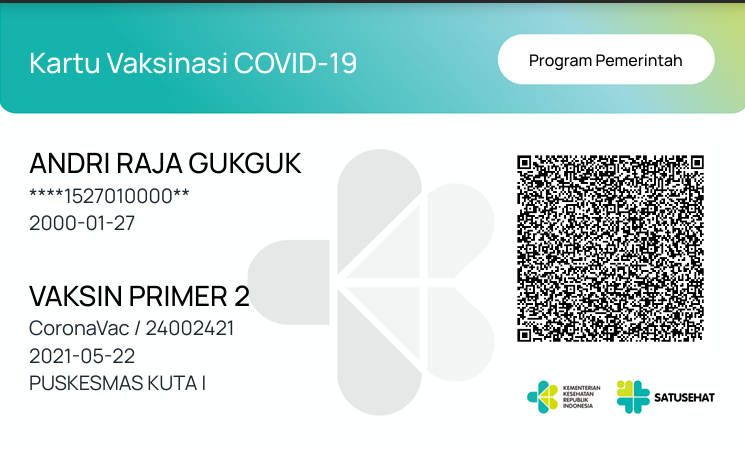 Kartu Vaksinasi COVID-19
Program Pemerintah
ANDRI RAJA GUKGUK
****1527010000**
2000-01-27
VAKSIN PRIMER 2
CoronaVac / 24002421
2021-05-22
PUSKESMAS KUTA I
KEMENTERIAN
KESEHATAN
REPUBLIK
INDONESIA
SATUSEHAT